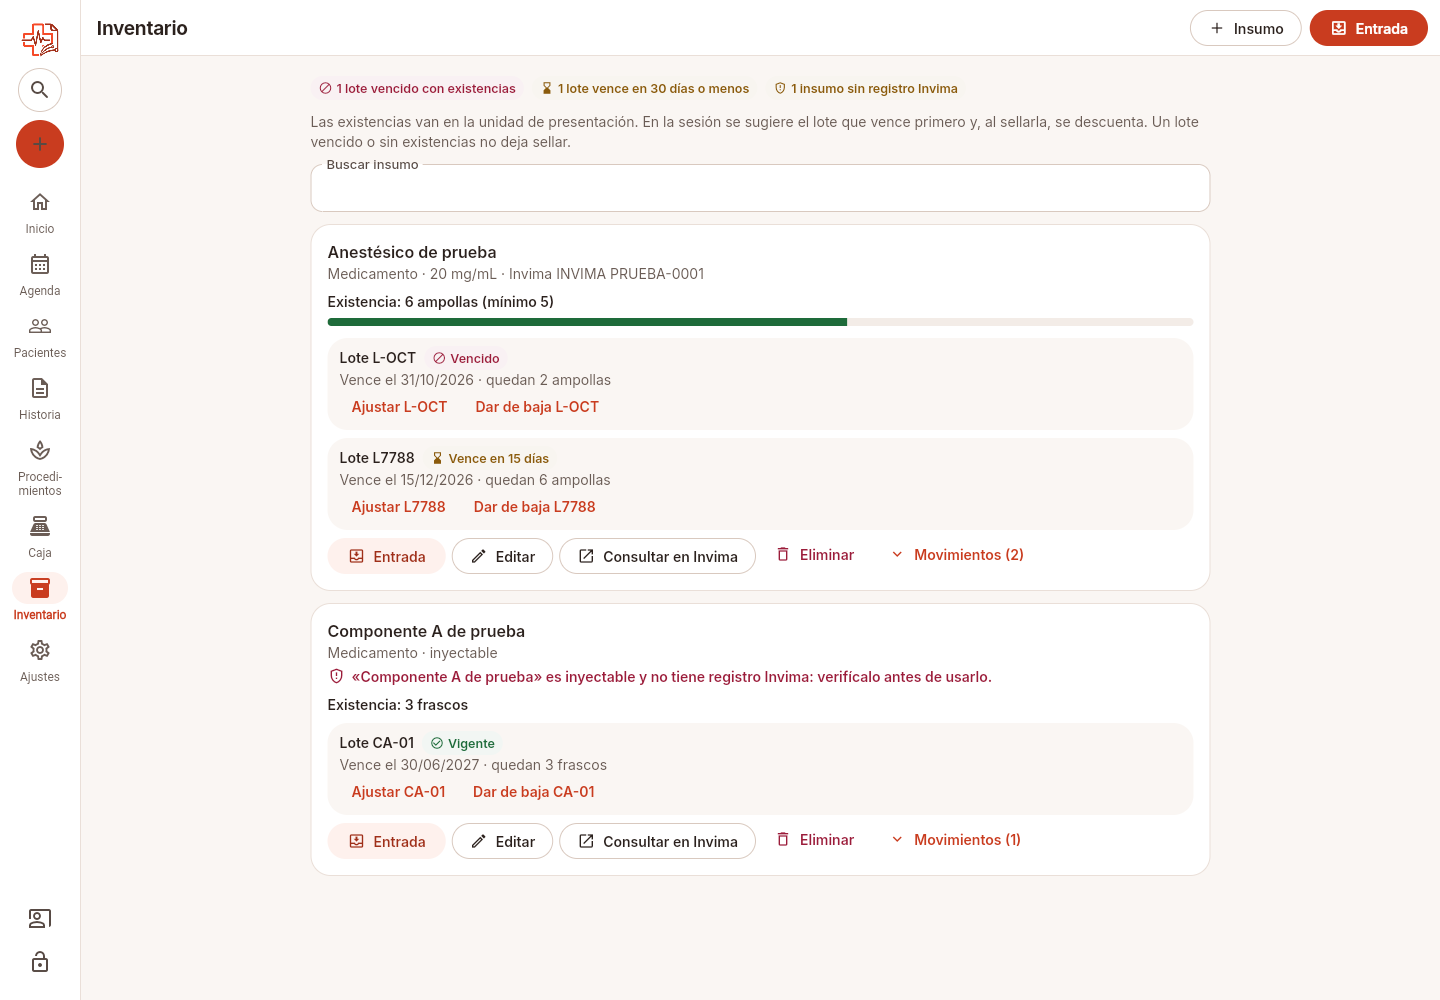 Inventario
Insumo
Entrada
Inicio
Agenda
Pacientes
Historia
Procedi-
mientos
Caja
Inventario
Ajustes
1 lote vencido con existencias
1 lote vence en 30 días o menos
1 insumo sin registro Invima
Las existencias van en la unidad de presentación. En la sesión se sugiere el lote que vence primero y, al sellarla, se descuenta. Un lote
vencido o sin existencias no deja sellar.
Buscar insumo
Anestésico de prueba
Medicamento · 20 mg/mL · Invima INVIMA PRUEBA-0001
Existencia: 6 ampollas (mínimo 5)
Lote L-OCT
Vencido
Vence el 31/10/2026 · quedan 2 ampollas
Ajustar L-OCT
Dar de baja L-OCT
Lote L7788
Vence en 15 días
Vence el 15/12/2026 · quedan 6 ampollas
Ajustar L7788
Dar de baja L7788
Entrada
Editar
Consultar en Invima
Eliminar
Movimientos (2)
Componente A de prueba
Medicamento · inyectable
«Componente A de prueba» es inyectable y no tiene registro Invima: verifícalo antes de usarlo.
Existencia: 3 frascos
Lote CA-01
Vigente
Vence el 30/06/2027 · quedan 3 frascos
Ajustar CA-01
Dar de baja CA-01
Entrada
Editar
Consultar en Invima
Eliminar
Movimientos (1)